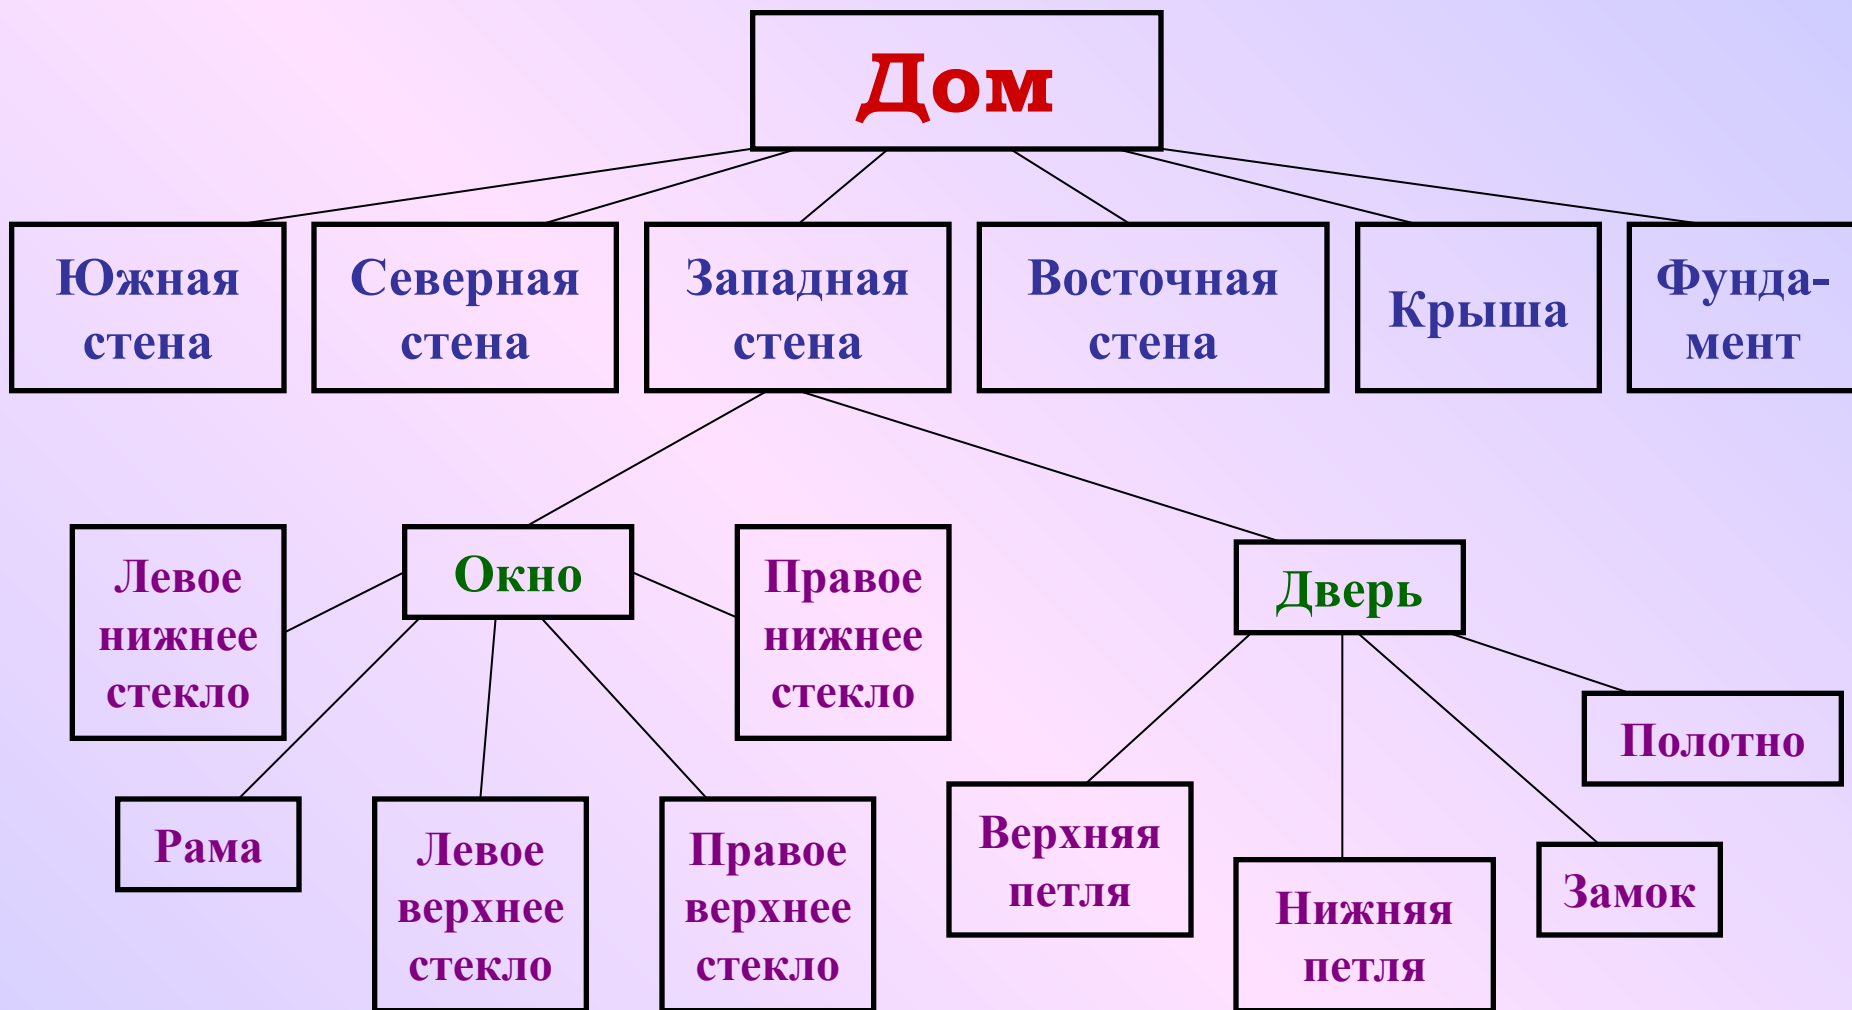 Дом
Южная
стена
Северная
стена
Западная
стена
Восточная
стена
Крыша
Фунда-
мент
Левое
нижнее
стекло
Окно
Правое
нижнее
стекло
Дверь
Рама
Левое
верхнее
стекло
Правое
верхнее
стекло
Верхняя
петля
Нижняя
петля
Замок
Полотно